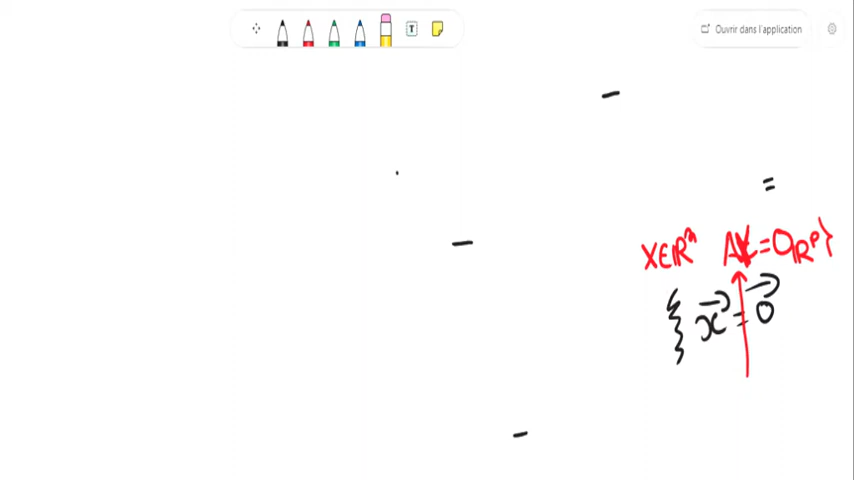 T
Ouvrir dans l'application
=
X∈ℝⁿ AX=0ℝᵖ}
{ x⃗ = 0⃗